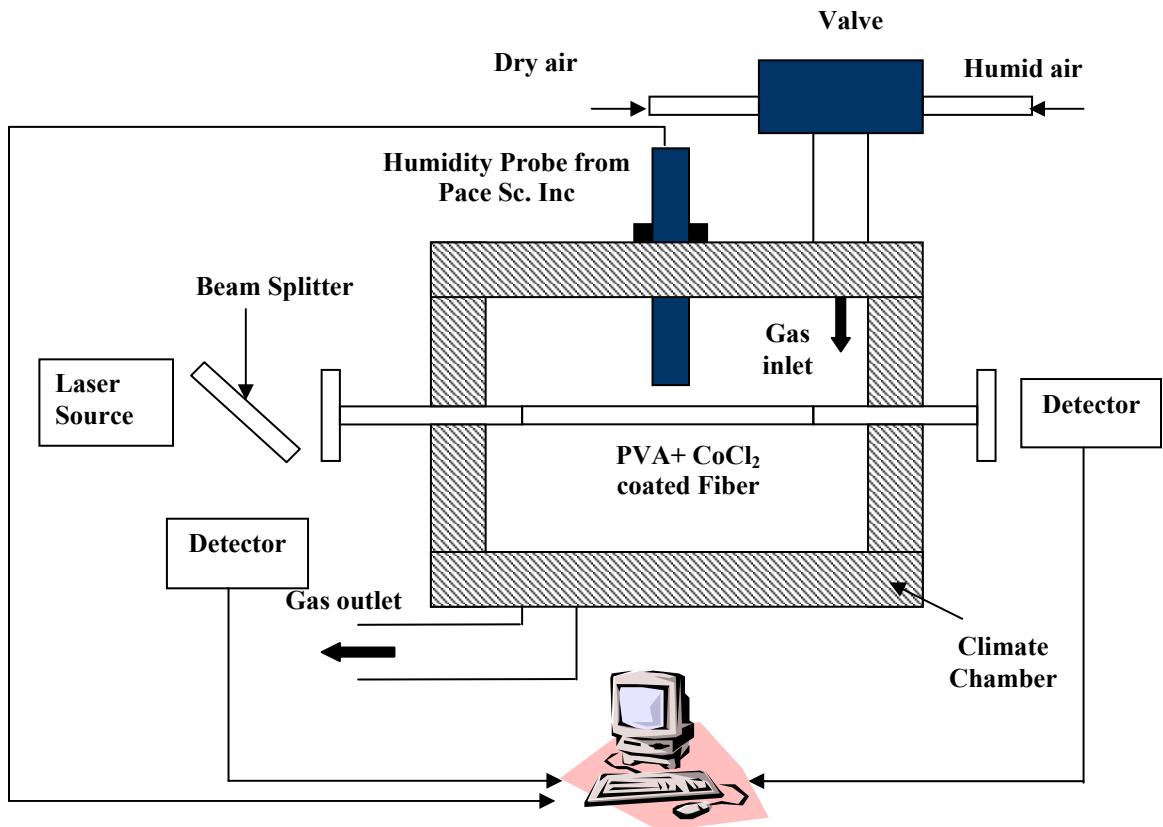 Valve
Dry air
Humid air
Humidity Probe from
Pace Sc. Inc
Beam Splitter
Gas
inlet
Laser
Source
Detector
PVA+ CoCl₂
coated Fiber
Detector
Gas outlet
Climate
Chamber